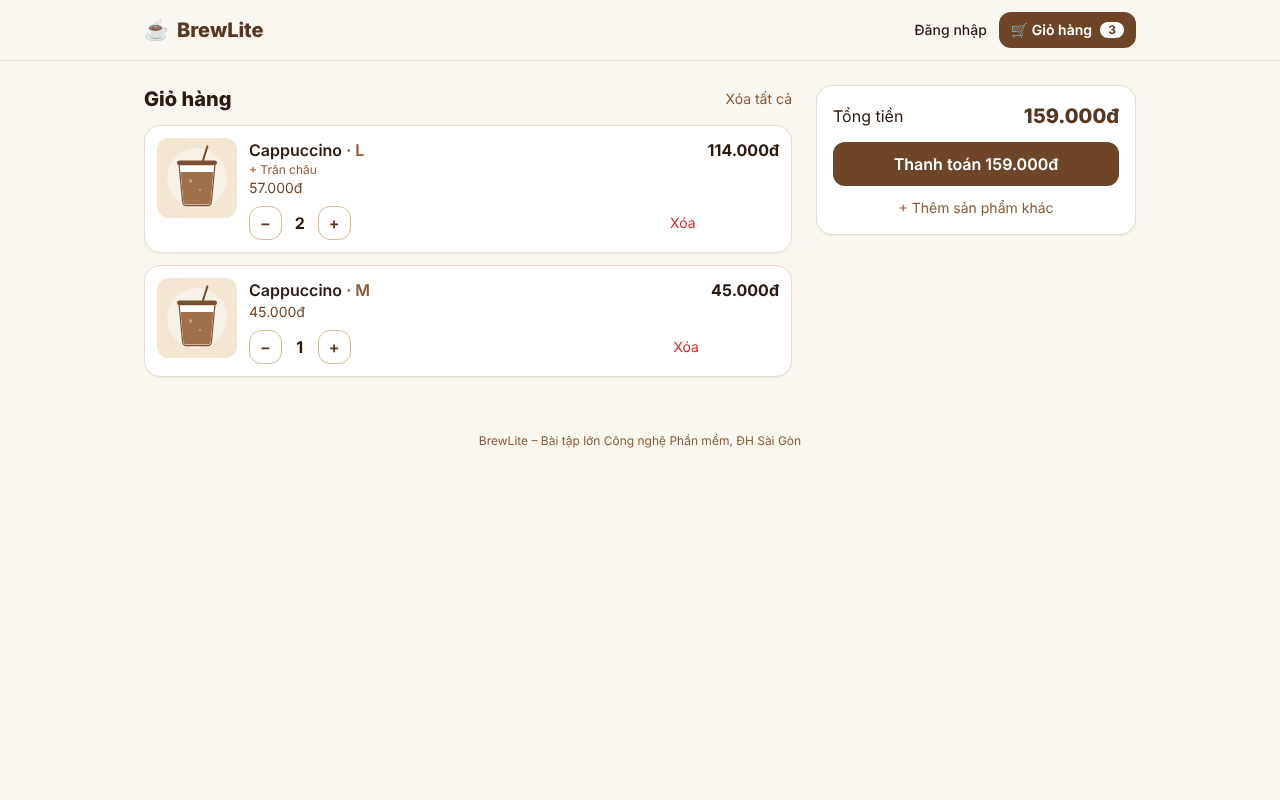 ☕ BrewLite
Đăng nhập
🛒 Giỏ hàng 3
Giỏ hàng
Xóa tất cả
Cappuccino · L
114.000đ
+ Trân châu
57.000đ
− 2 +
Xóa
Cappuccino · M
45.000đ
45.000đ
− 1 +
Xóa
Tổng tiền
159.000đ
Thanh toán 159.000đ
+ Thêm sản phẩm khác
BrewLite – Bài tập lớn Công nghệ Phần mềm, ĐH Sài Gòn